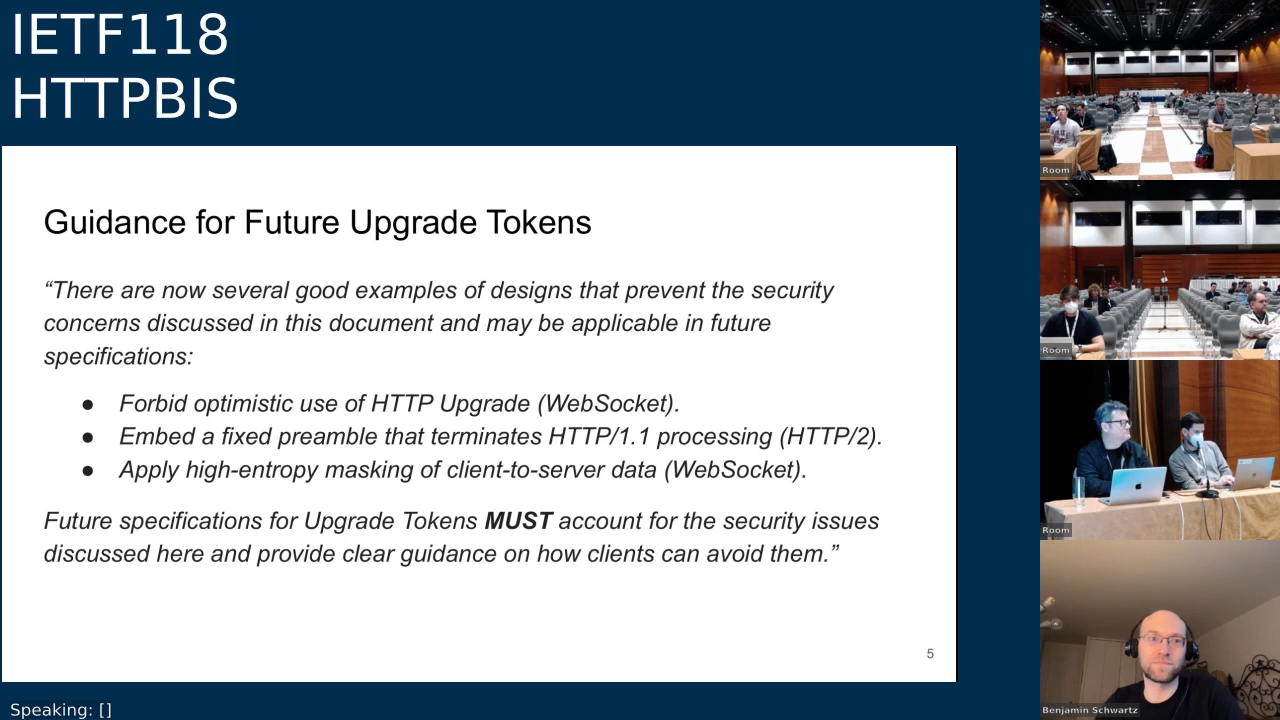 IETF118
HTTPBIS
Guidance for Future Upgrade Tokens
“There are now several good examples of designs that prevent the security
concerns discussed in this document and may be applicable in future
specifications:
● Forbid optimistic use of HTTP Upgrade (WebSocket).
● Embed a fixed preamble that terminates HTTP/1.1 processing (HTTP/2).
● Apply high-entropy masking of client-to-server data (WebSocket).
Future specifications for Upgrade Tokens MUST account for the security issues
discussed here and provide clear guidance on how clients can avoid them.”
5
Speaking: []
Room
Room
Room
Benjamin Schwartz